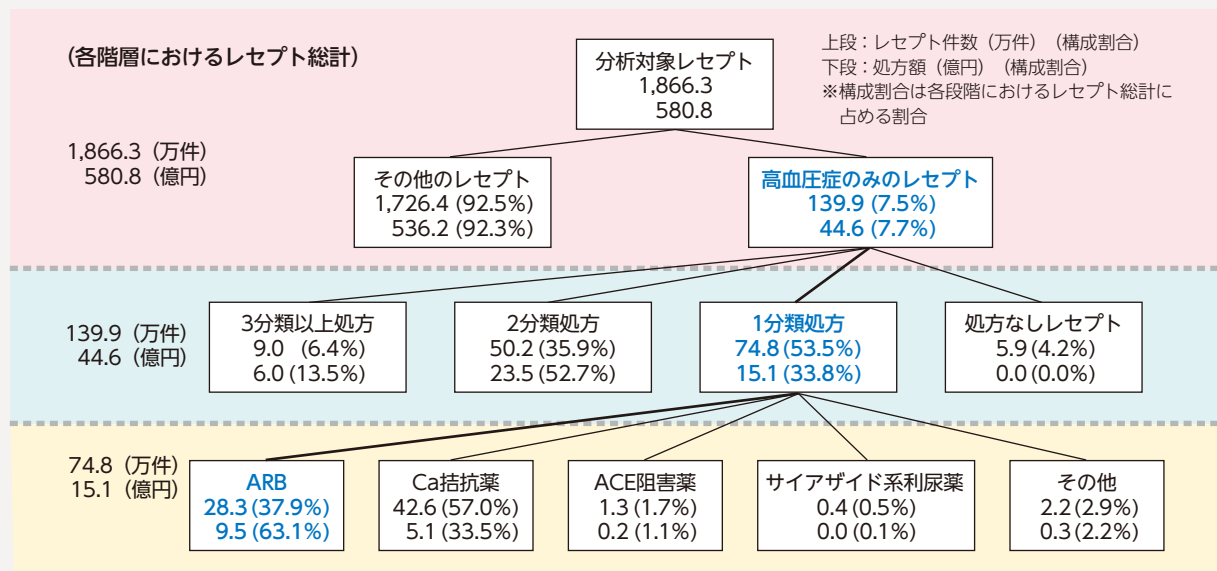 (各階層におけるレセプト総計)
上段:レセプト件数(万件)(構成割合)
下段:処方額(億円)(構成割合)
※構成割合は各段階におけるレセプト総計に
占める割合
分析対象レセプト
1,866.3
580.8
1,866.3(万件)
580.8(億円)
その他のレセプト
1,726.4 (92.5%)
536.2 (92.3%)
高血圧症のみのレセプト
139.9 (7.5%)
44.6 (7.7%)
139.9(万件)
44.6(億円)
3分類以上処方
9.0 (6.4%)
6.0 (13.5%)
2分類処方
50.2 (35.9%)
23.5 (52.7%)
1分類処方
74.8 (53.5%)
15.1 (33.8%)
処方なしレセプト
5.9 (4.2%)
0.0 (0.0%)
74.8(万件)
15.1(億円)
ARB
28.3 (37.9%)
9.5 (63.1%)
Ca拮抗薬
42.6 (57.0%)
5.1 (33.5%)
ACE阻害薬
1.3 (1.7%)
0.2 (1.1%)
サイアザイド系利尿薬
0.4 (0.5%)
0.0 (0.1%)
その他
2.2 (2.9%)
0.3 (2.2%)